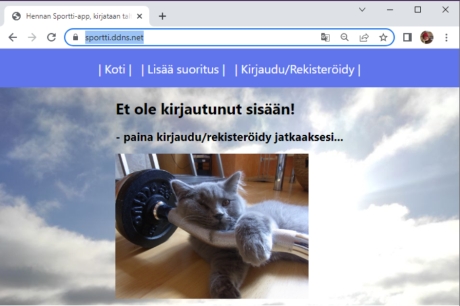 Hennan Sportti-app, kirjataan ta
sportti.ddns.net
| Koti | | Lisää suoritus | | Kirjaudu/Rekisteröidy |
Et ole kirjautunut sisään!
- paina kirjaudu/rekisteröidy jatkaaksesi...